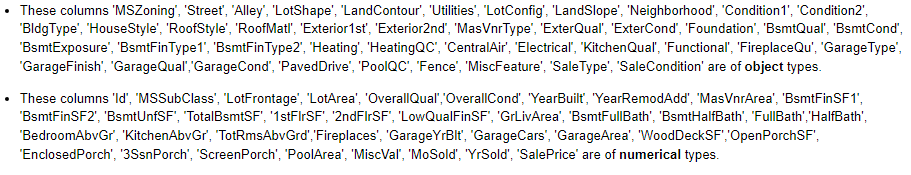 • These columns 'MSZoning', 'Street', 'Alley', 'LotShape', 'LandContour', 'Utilities', 'LotConfig', 'LandSlope', 'Neighborhood', 'Condition1', 'Condition2',
'BldgType', 'HouseStyle', 'RoofStyle', 'RoofMatl', 'Exterior1st', 'Exterior2nd', 'MasVnrType', 'ExterQual', 'ExterCond', 'Foundation', 'BsmtQual', 'BsmtCond',
'BsmtExposure', 'BsmtFinType1', 'BsmtFinType2', 'Heating', 'HeatingQC', 'CentralAir', 'Electrical', 'KitchenQual', 'Functional', 'FireplaceQu', 'GarageType',
'GarageFinish', 'GarageQual','GarageCond', 'PavedDrive', 'PoolQC', 'Fence', 'MiscFeature', 'SaleType', 'SaleCondition' are of object types.
• These columns 'Id', 'MSSubClass', 'LotFrontage', 'LotArea', 'OverallQual','OverallCond', 'YearBuilt', 'YearRemodAdd', 'MasVnrArea', 'BsmtFinSF1',
'BsmtFinSF2', 'BsmtUnfSF', 'TotalBsmtSF', '1stFlrSF', '2ndFlrSF', 'LowQualFinSF', 'GrLivArea', 'BsmtFullBath', 'BsmtHalfBath', 'FullBath','HalfBath',
'BedroomAbvGr', 'KitchenAbvGr', 'TotRmsAbvGrd','Fireplaces', 'GarageYrBlt', 'GarageCars', 'GarageArea', 'WoodDeckSF','OpenPorchSF',
'EnclosedPorch', '3SsnPorch', 'ScreenPorch', 'PoolArea', 'MiscVal', 'MoSold', 'YrSold', 'SalePrice' are of numerical types.